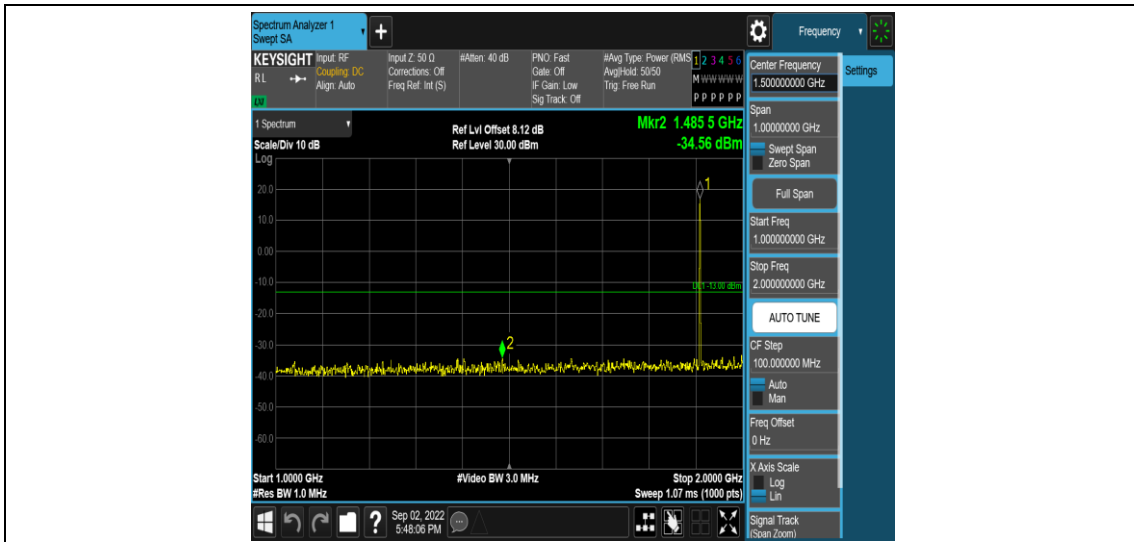 Spectrum Analyzer 1
Swept SA
+
Frequency
KEYSIGHT
RL
LXI
Input: RF
Coupling: DC
Align: Auto
Input Z: 50 Ω
Corrections: Off
Freq Ref: Int (S)
#Atten: 40 dB
PNO: Fast
Gate: Off
IF Gain: Low
Sig Track: Off
#Avg Type: Power (RMS
Avg|Hold: 50/50
Trig: Free Run
1 2 3 4 5 6
M W W W W W
P P P P P P
1 Spectrum
Scale/Div 10 dB
Log
Ref Lvl Offset 8.12 dB
Ref Level 30.00 dBm
Mkr2 1.485 5 GHz
-34.56 dBm
20.0
10.0
0.00
-10.0
-20.0
-30.0
-40.0
-50.0
-60.0
1
DL1 -13.00 dBm
2
Start 1.0000 GHz
#Res BW 1.0 MHz
#Video BW 3.0 MHz
Stop 2.0000 GHz
Sweep 1.07 ms (1000 pts)
Center Frequency
1.500000000 GHz
Settings
Span
1.00000000 GHz
Swept Span
Zero Span
Full Span
Start Freq
1.000000000 GHz
Stop Freq
2.000000000 GHz
AUTO TUNE
CF Step
100.000000 MHz
Auto
Man
Freq Offset
0 Hz
X Axis Scale
Log
Lin
Signal Track
(Span Zoom)
?
Sep 02, 2022
5:48:06 PM